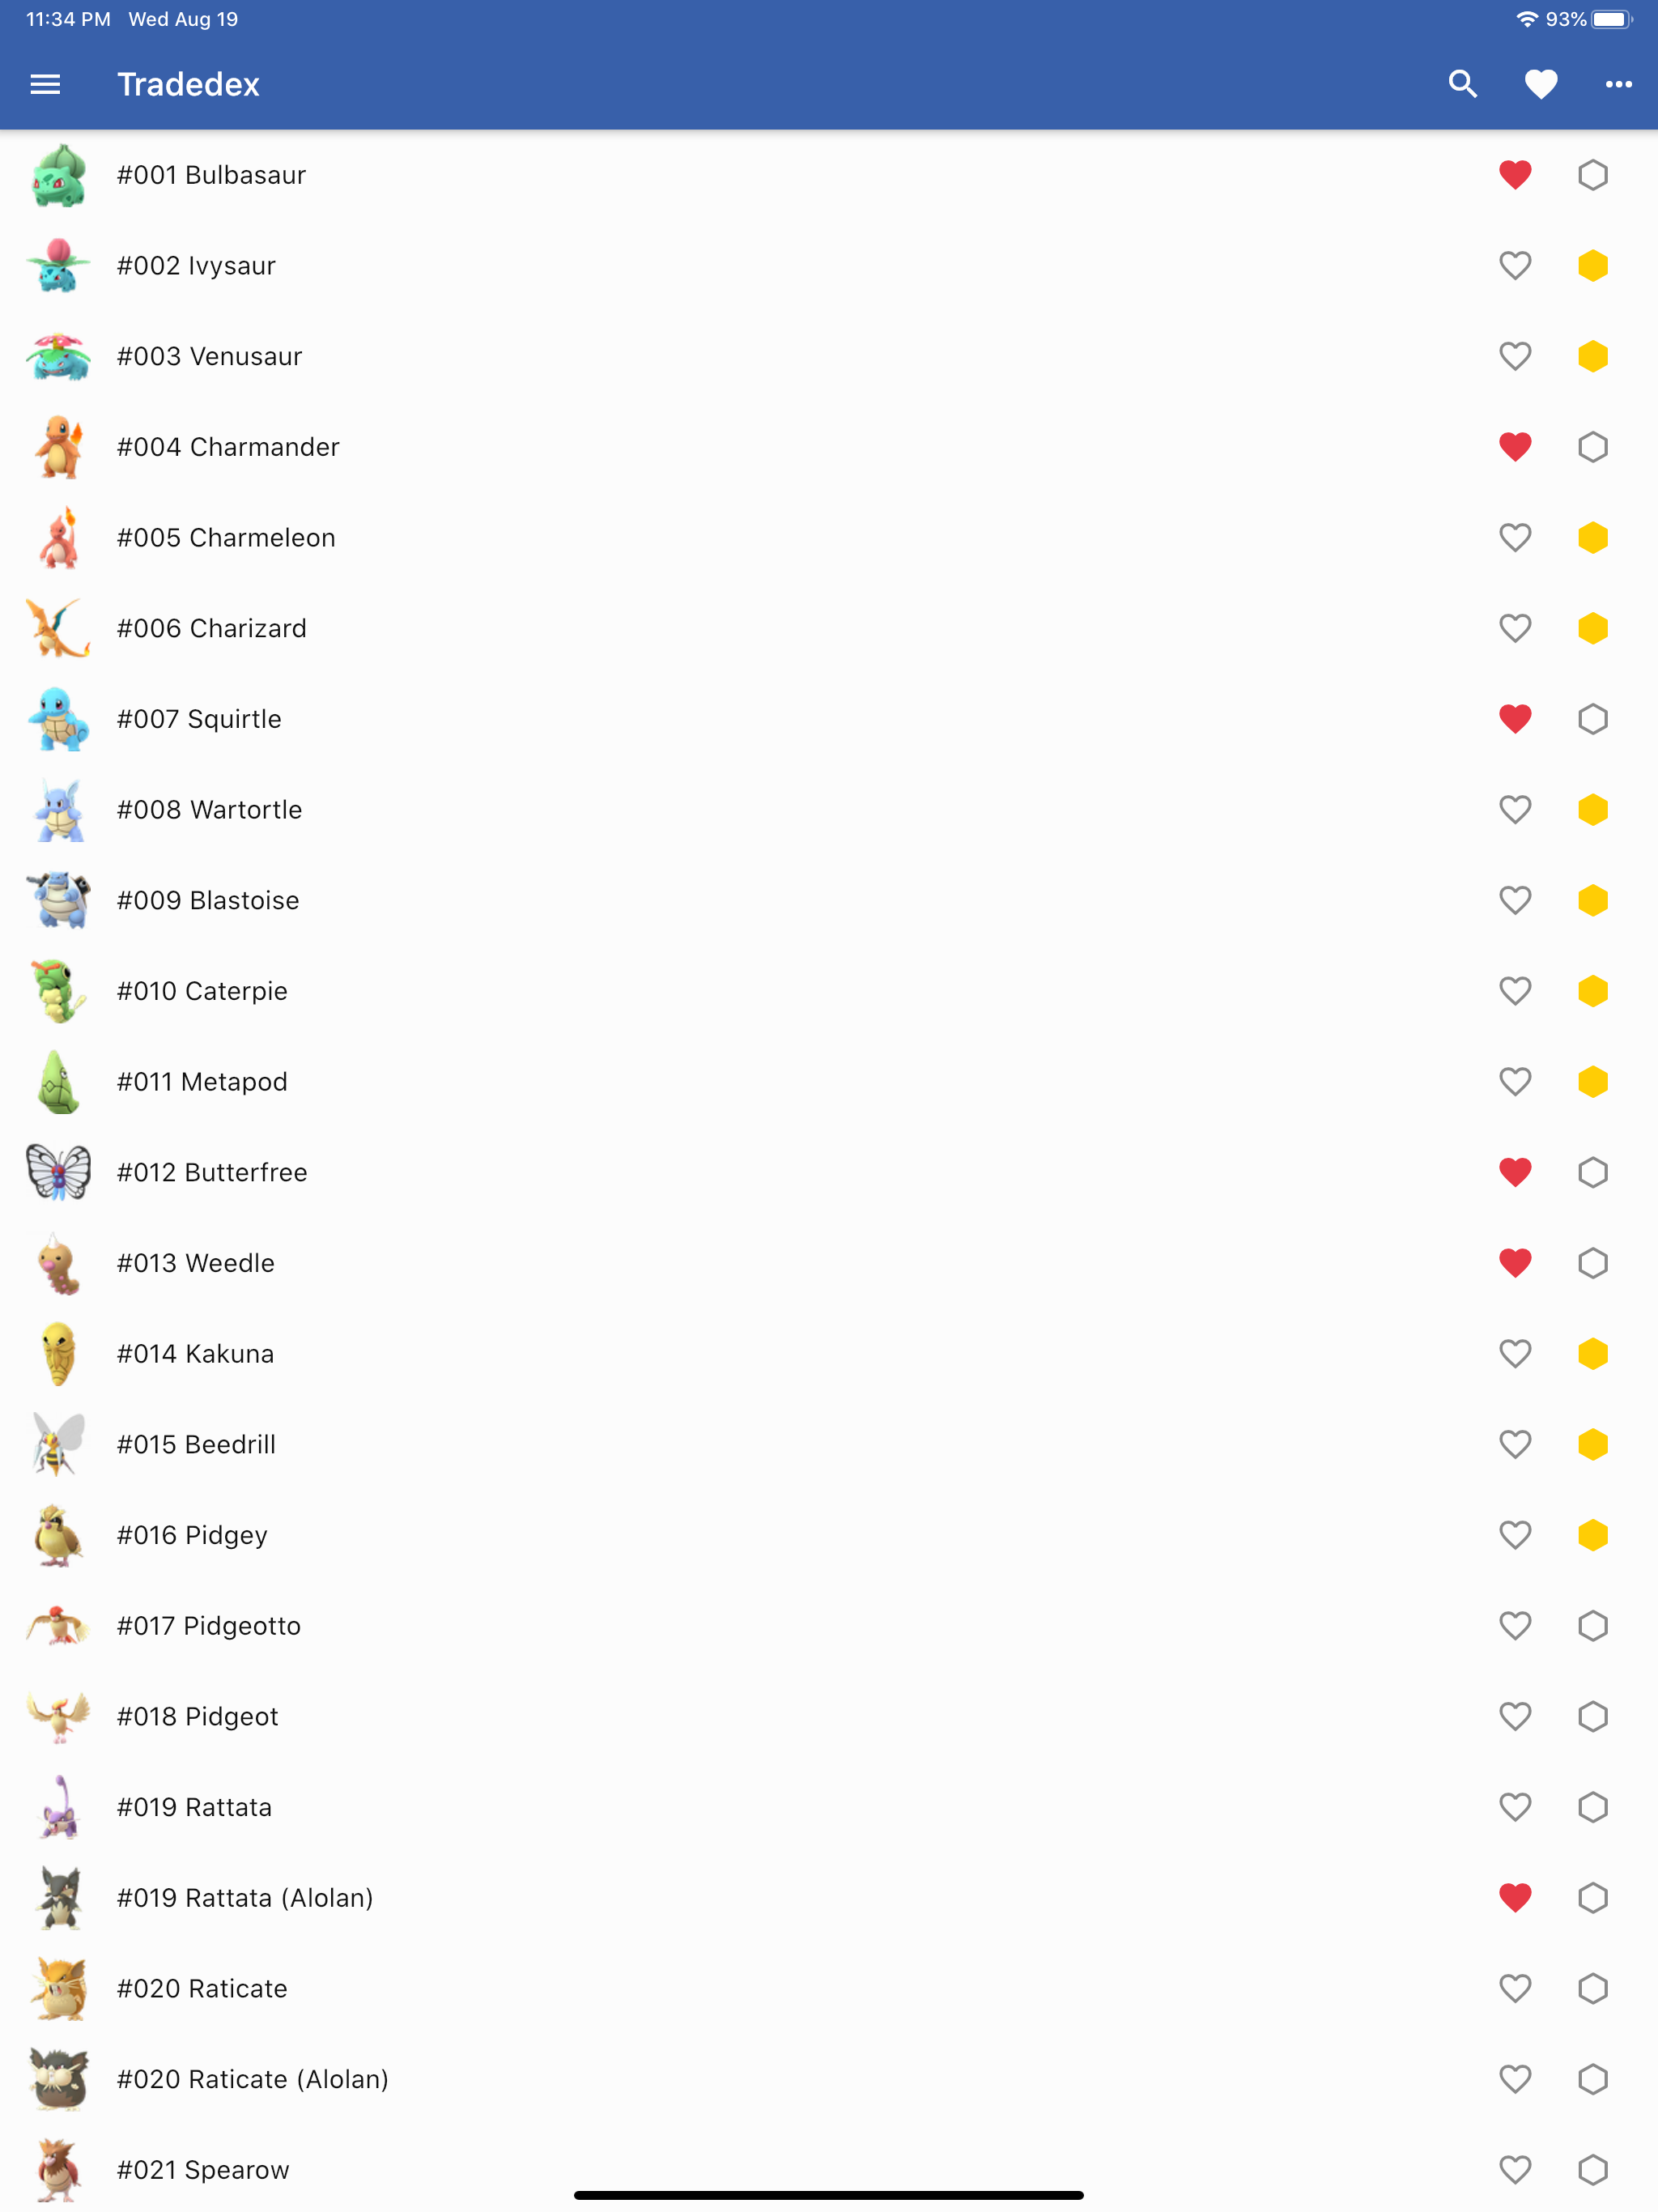 11:34 PM Wed Aug 19 93%
Tradedex
#001 Bulbasaur
#002 Ivysaur
#003 Venusaur
#004 Charmander
#005 Charmeleon
#006 Charizard
#007 Squirtle
#008 Wartortle
#009 Blastoise
#010 Caterpie
#011 Metapod
#012 Butterfree
#013 Weedle
#014 Kakuna
#015 Beedrill
#016 Pidgey
#017 Pidgeotto
#018 Pidgeot
#019 Rattata
#019 Rattata (Alolan)
#020 Raticate
#020 Raticate (Alolan)
#021 Spearow